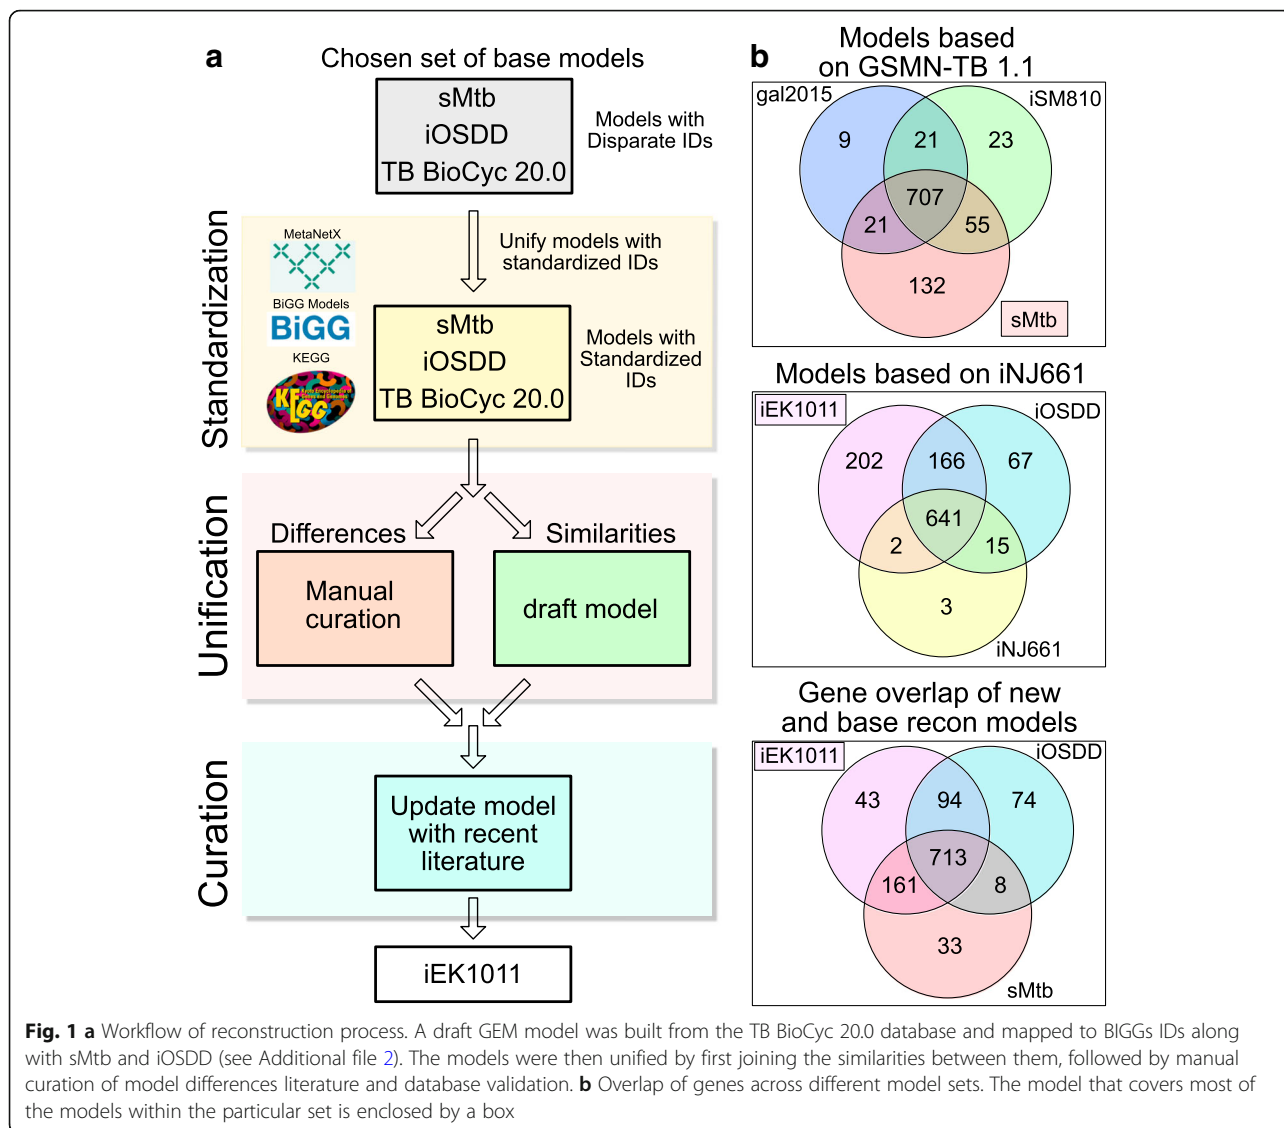 a
Chosen set of base models
sMtb
iOSDD
TB BioCyc 20.0
Models with
Disparate IDs
Standardization
MetaNetX
BiGG Models
BiGG
KEGG
KEGG
Unify models with
standardized IDs
sMtb
iOSDD
TB BioCyc 20.0
Models with
Standardized
IDs
Unification
Differences
Similarities
Manual
curation
draft model
Curation
Update model
with recent
literature
iEK1011
b
Models based
on GSMN-TB 1.1
gal2015
iSM810
9
21
23
707
21
55
132
sMtb
Models based on iNJ661
iEK1011
iOSDD
202
166
67
641
2
15
3
iNJ661
Gene overlap of new
and base recon models
iEK1011
iOSDD
43
94
74
713
161
8
33
sMtb
Fig. 1 a Workflow of reconstruction process. A draft GEM model was built from the TB BioCyc 20.0 database and mapped to BIGGs IDs along
with sMtb and iOSDD (see Additional file 2). The models were then unified by first joining the similarities between them, followed by manual
curation of model differences literature and database validation. b Overlap of genes across different model sets. The model that covers most of
the models within the particular set is enclosed by a box